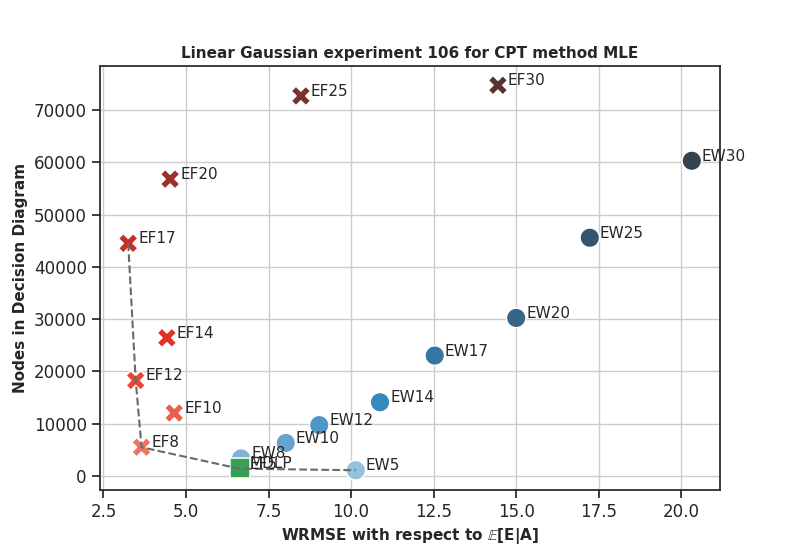 Linear Gaussian experiment 106 for CPT method MLE
Nodes in Decision Diagram
70000
60000
50000
40000
30000
20000
10000
0
EF25
EF30
EW30
EF20
EF17
EW25
EF14
EW20
EW17
EF12
EF10
EW14
EW12
EF8
EW10
EW8
MDLP
EF5
EW5
2.5
5.0
7.5
10.0
12.5
15.0
17.5
20.0
WRMSE with respect to 𝔼[E|A]